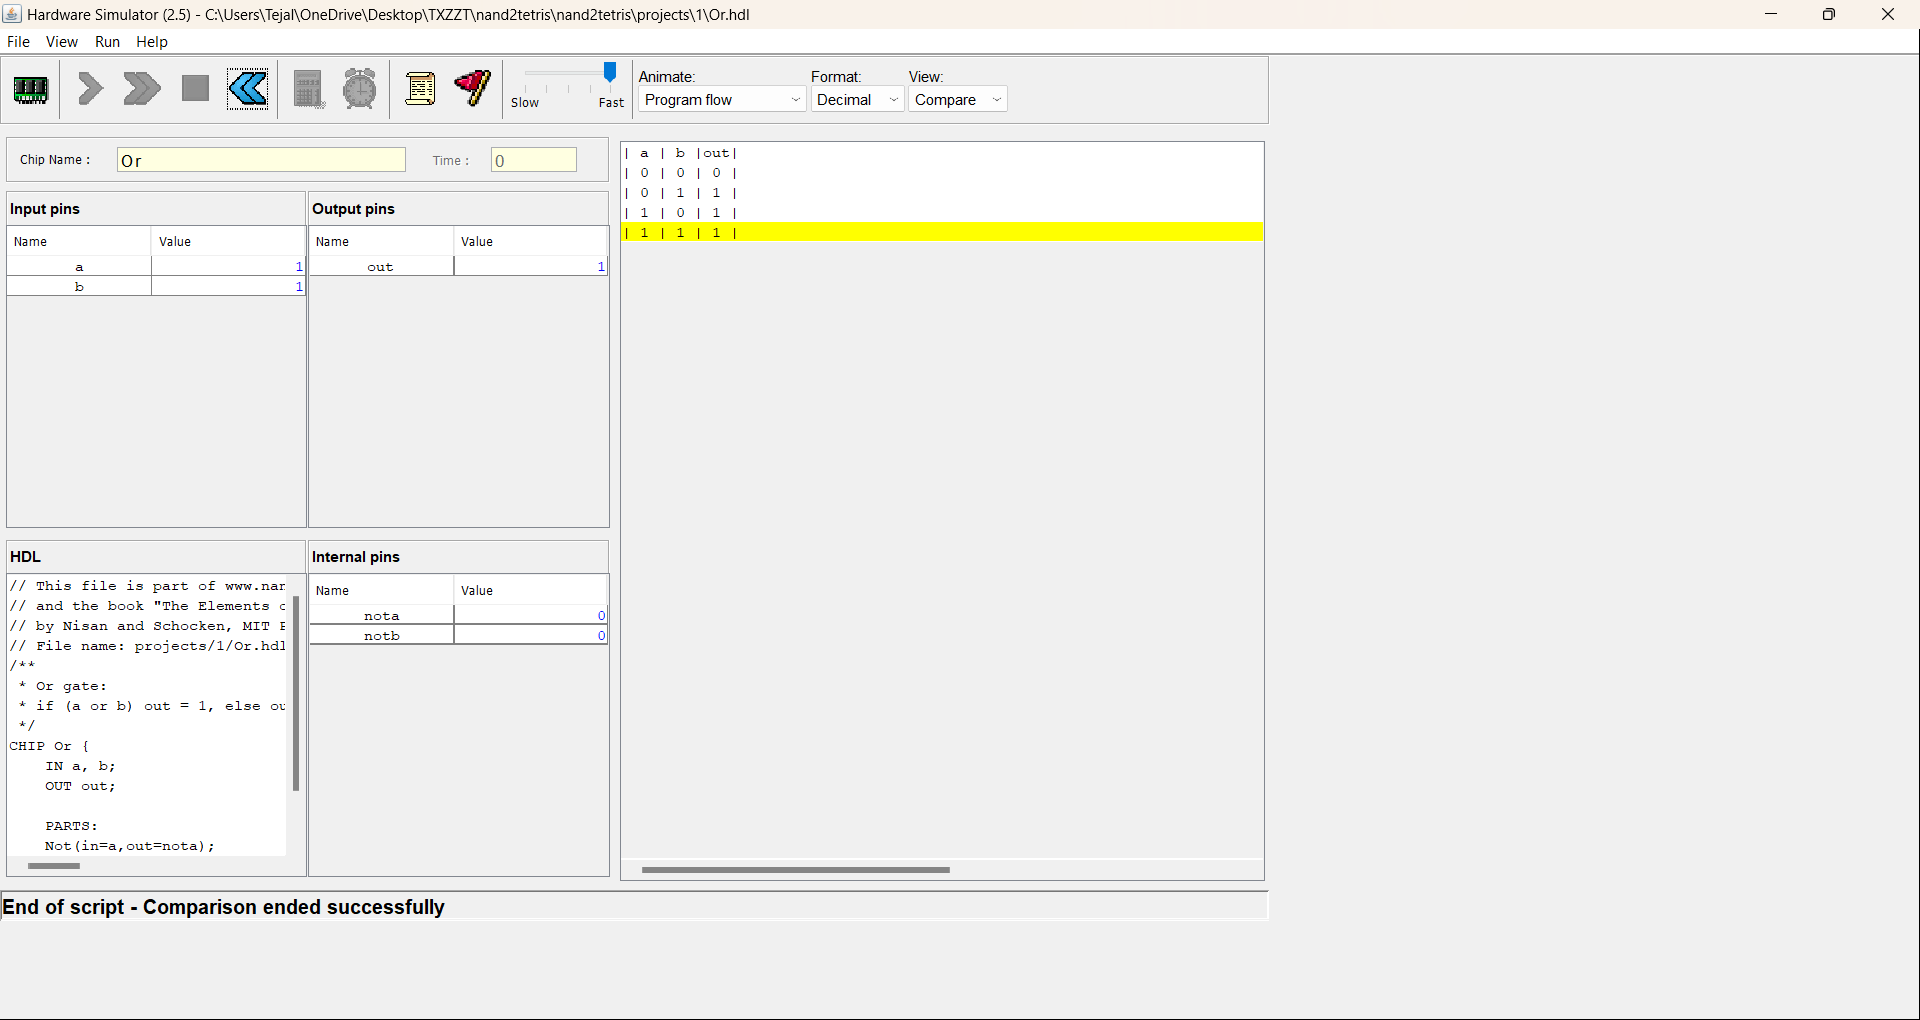 Hardware Simulator (2.5) - C:\Users\Tejal\OneDrive\Desktop\TXZZT\nand2tetris\nand2tetris\projects\1\Or.hdl
File View Run Help
Animate: Format: View:
Slow Fast Program flow Decimal Compare
Chip Name : Or Time : 0
Input pins
Name Value
a 1
b 1
Output pins
Name Value
out 1
| a | b |out|
| 0 | 0 | 0 |
| 0 | 1 | 1 |
| 1 | 0 | 1 |
| 1 | 1 | 1 |
HDL
// This file is part of www.nan
// and the book "The Elements o
// by Nisan and Schocken, MIT P
// File name: projects/1/Or.hdl
/**
* Or gate:
* if (a or b) out = 1, else ou
*/
CHIP Or {
IN a, b;
OUT out;
PARTS:
Not(in=a,out=nota);
Internal pins
Name Value
nota 0
notb 0
End of script - Comparison ended successfully